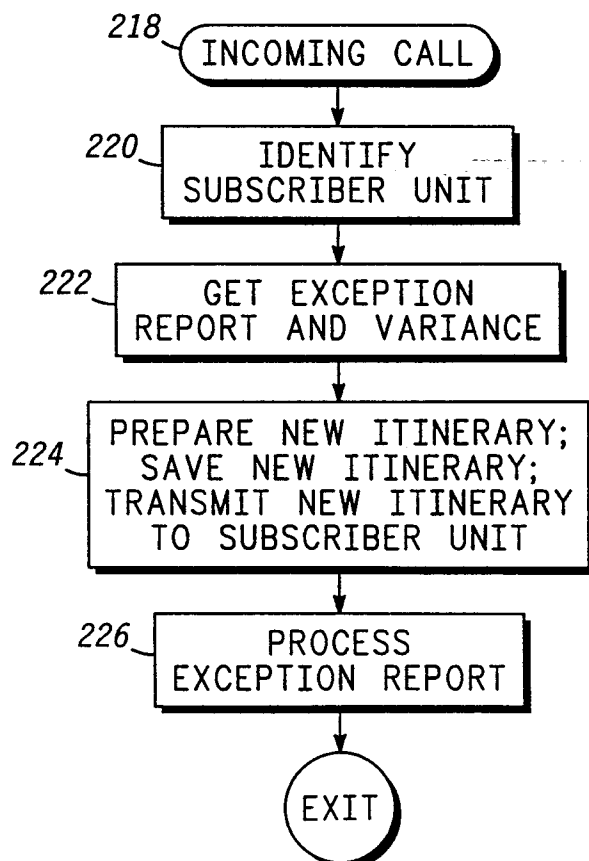 218
INCOMING CALL
220
IDENTIFY
SUBSCRIBER UNIT
222
GET EXCEPTION
REPORT AND VARIANCE
224
PREPARE NEW ITINERARY;
SAVE NEW ITINERARY;
TRANSMIT NEW ITINERARY
TO SUBSCRIBER UNIT
226
PROCESS
EXCEPTION REPORT
EXIT